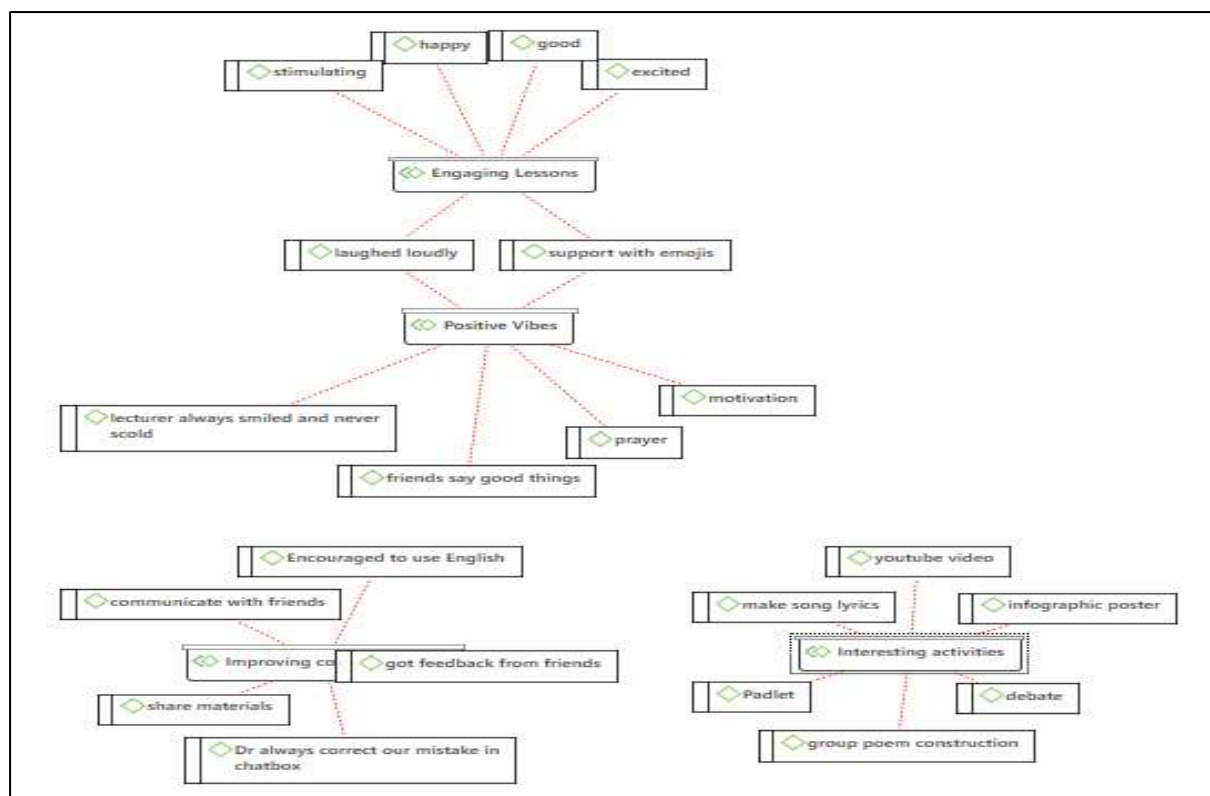 happy
good
stimulating
excited
Engaging Lessons
laughed loudly
support with emojis
Positive Vibes
motivation
lecturer always smiled and never
scold
prayer
friends say good things
Encouraged to use English
communicate with friends
Improving co
got feedback from friends
share materials
Dr always correct our mistake in
chatbox
youtube video
make song lyrics
infographic poster
Interesting activities
Padlet
debate
group poem construction